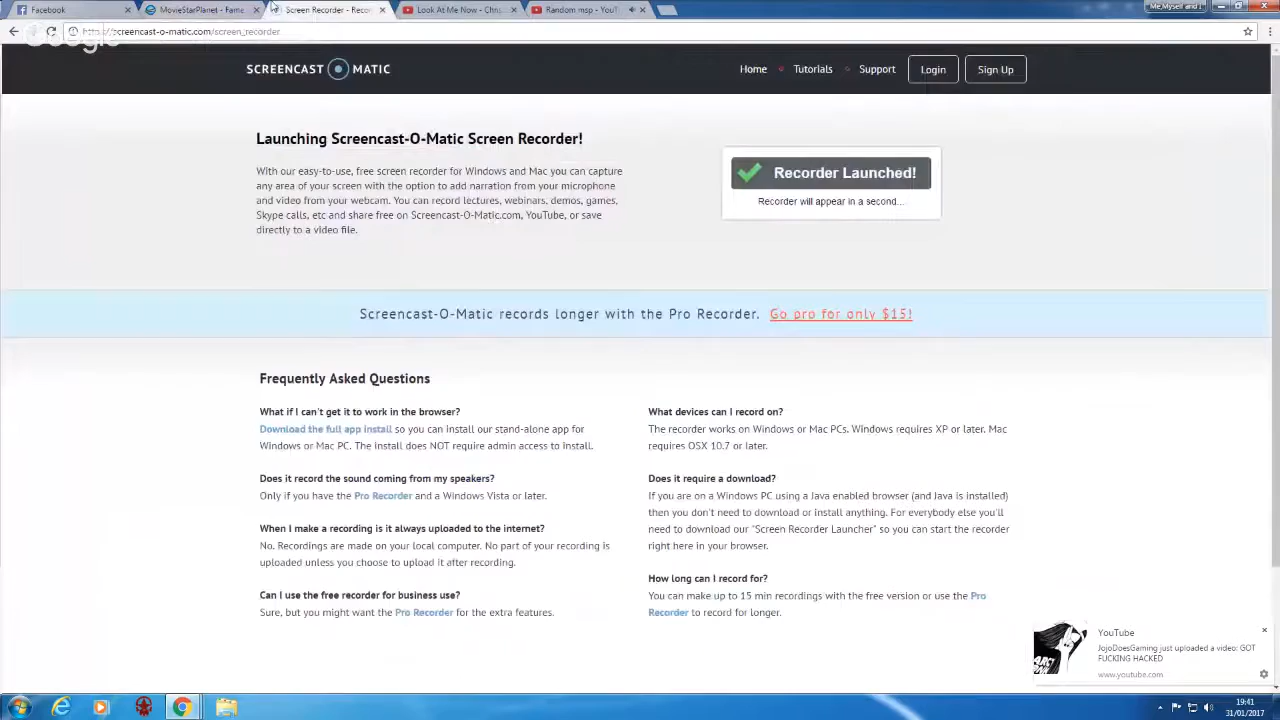 Facebook
MovieStarPlanet - Fame
Screen Recorder - Reco
Look At Me Now - Chris
Random msp - YouT
Me,Myself and I
Google
screencast-o-matic.com/screen_recorder
SCREENCAST MATIC
Home
Tutorials
Support
Login
Sign Up
Launching Screencast-O-Matic Screen Recorder!
With our easy-to-use, free screen recorder for Windows and Mac you can capture
any area of your screen with the option to add narration from your microphone
and video from your webcam. You can record lectures, webinars, demos, games,
Skype calls, etc and share free on Screencast-O-Matic.com, YouTube, or save
directly to a video file.
Recorder Launched!
Recorder will appear in a second...
Screencast-O-Matic records longer with the Pro Recorder. Go pro for only $15!
Frequently Asked Questions
What if I can't get it to work in the browser?
Download the full app install so you can install our stand-alone app for
Windows or Mac PC. The install does NOT require admin access to install.
Does it record the sound coming from my speakers?
Only if you have the Pro Recorder and a Windows Vista or later.
When I make a recording is it always uploaded to the internet?
No. Recordings are made on your local computer. No part of your recording is
uploaded unless you choose to upload it after recording.
Can I use the free recorder for business use?
Sure, but you might want the Pro Recorder for the extra features.
What devices can I record on?
The recorder works on Windows or Mac PCs. Windows requires XP or later. Mac
requires OSX 10.7 or later.
Does it require a download?
If you are on a Windows PC using a Java enabled browser (and Java is installed)
then you don't need to download or install anything. For everybody else you'll
need to download our "Screen Recorder Launcher" so you can start the recorder
right here in your browser.
How long can I record for?
You can make up to 15 min recordings with the free version or use the Pro
Recorder to record for longer.
YouTube
JojoDoesGaming just uploaded a video: GOT
FUCKING HACKED
www.youtube.com
19:41
31/01/2017